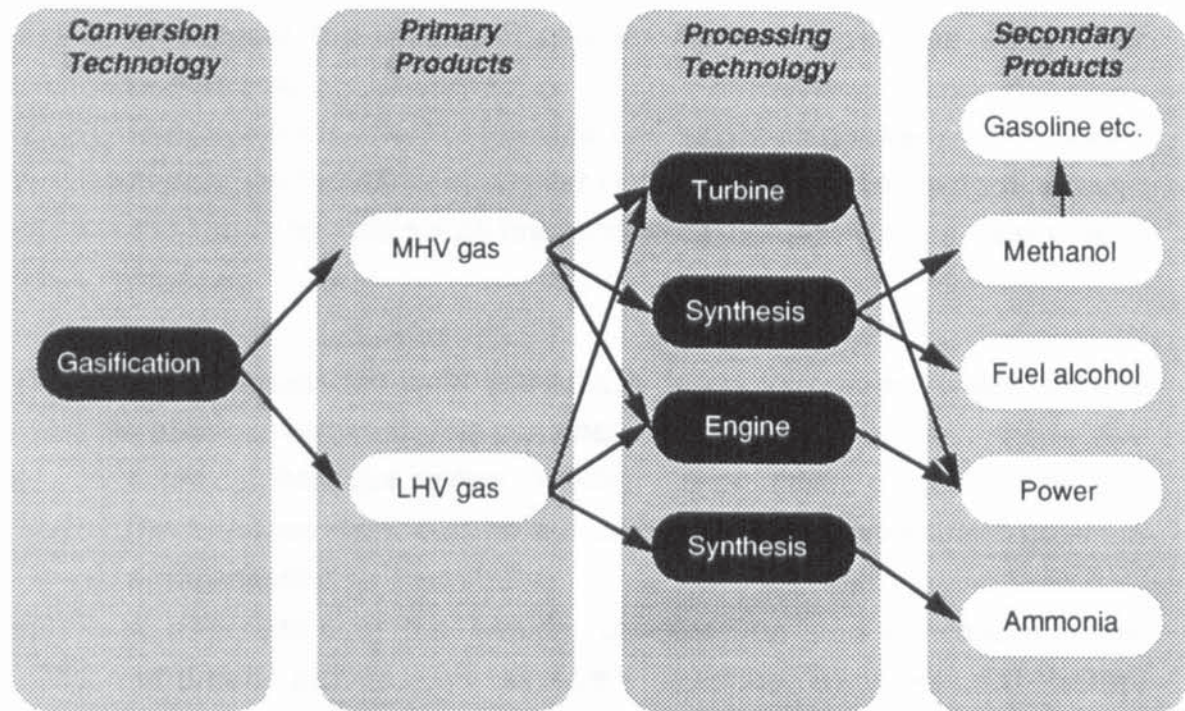 Conversion
Technology
Primary
Products
Processing
Technology
Secondary
Products
Gasification
MHV gas
LHV gas
Turbine
Synthesis
Engine
Synthesis
Gasoline etc.
Methanol
Fuel alcohol
Power
Ammonia